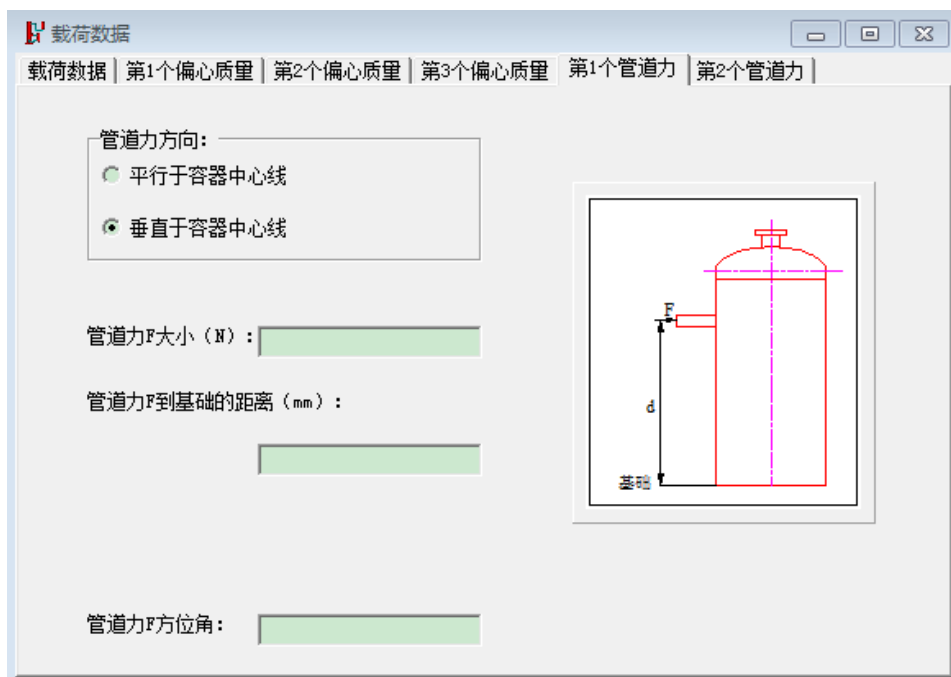 载荷数据
载荷数据 第1个偏心质量 第2个偏心质量 第3个偏心质量 第1个管道力 第2个管道力
管道力方向:
平行于容器中心线
垂直于容器中心线
管道力F大小（N）:
管道力F到基础的距离（mm）:
管道力F方位角:
F
d
基础